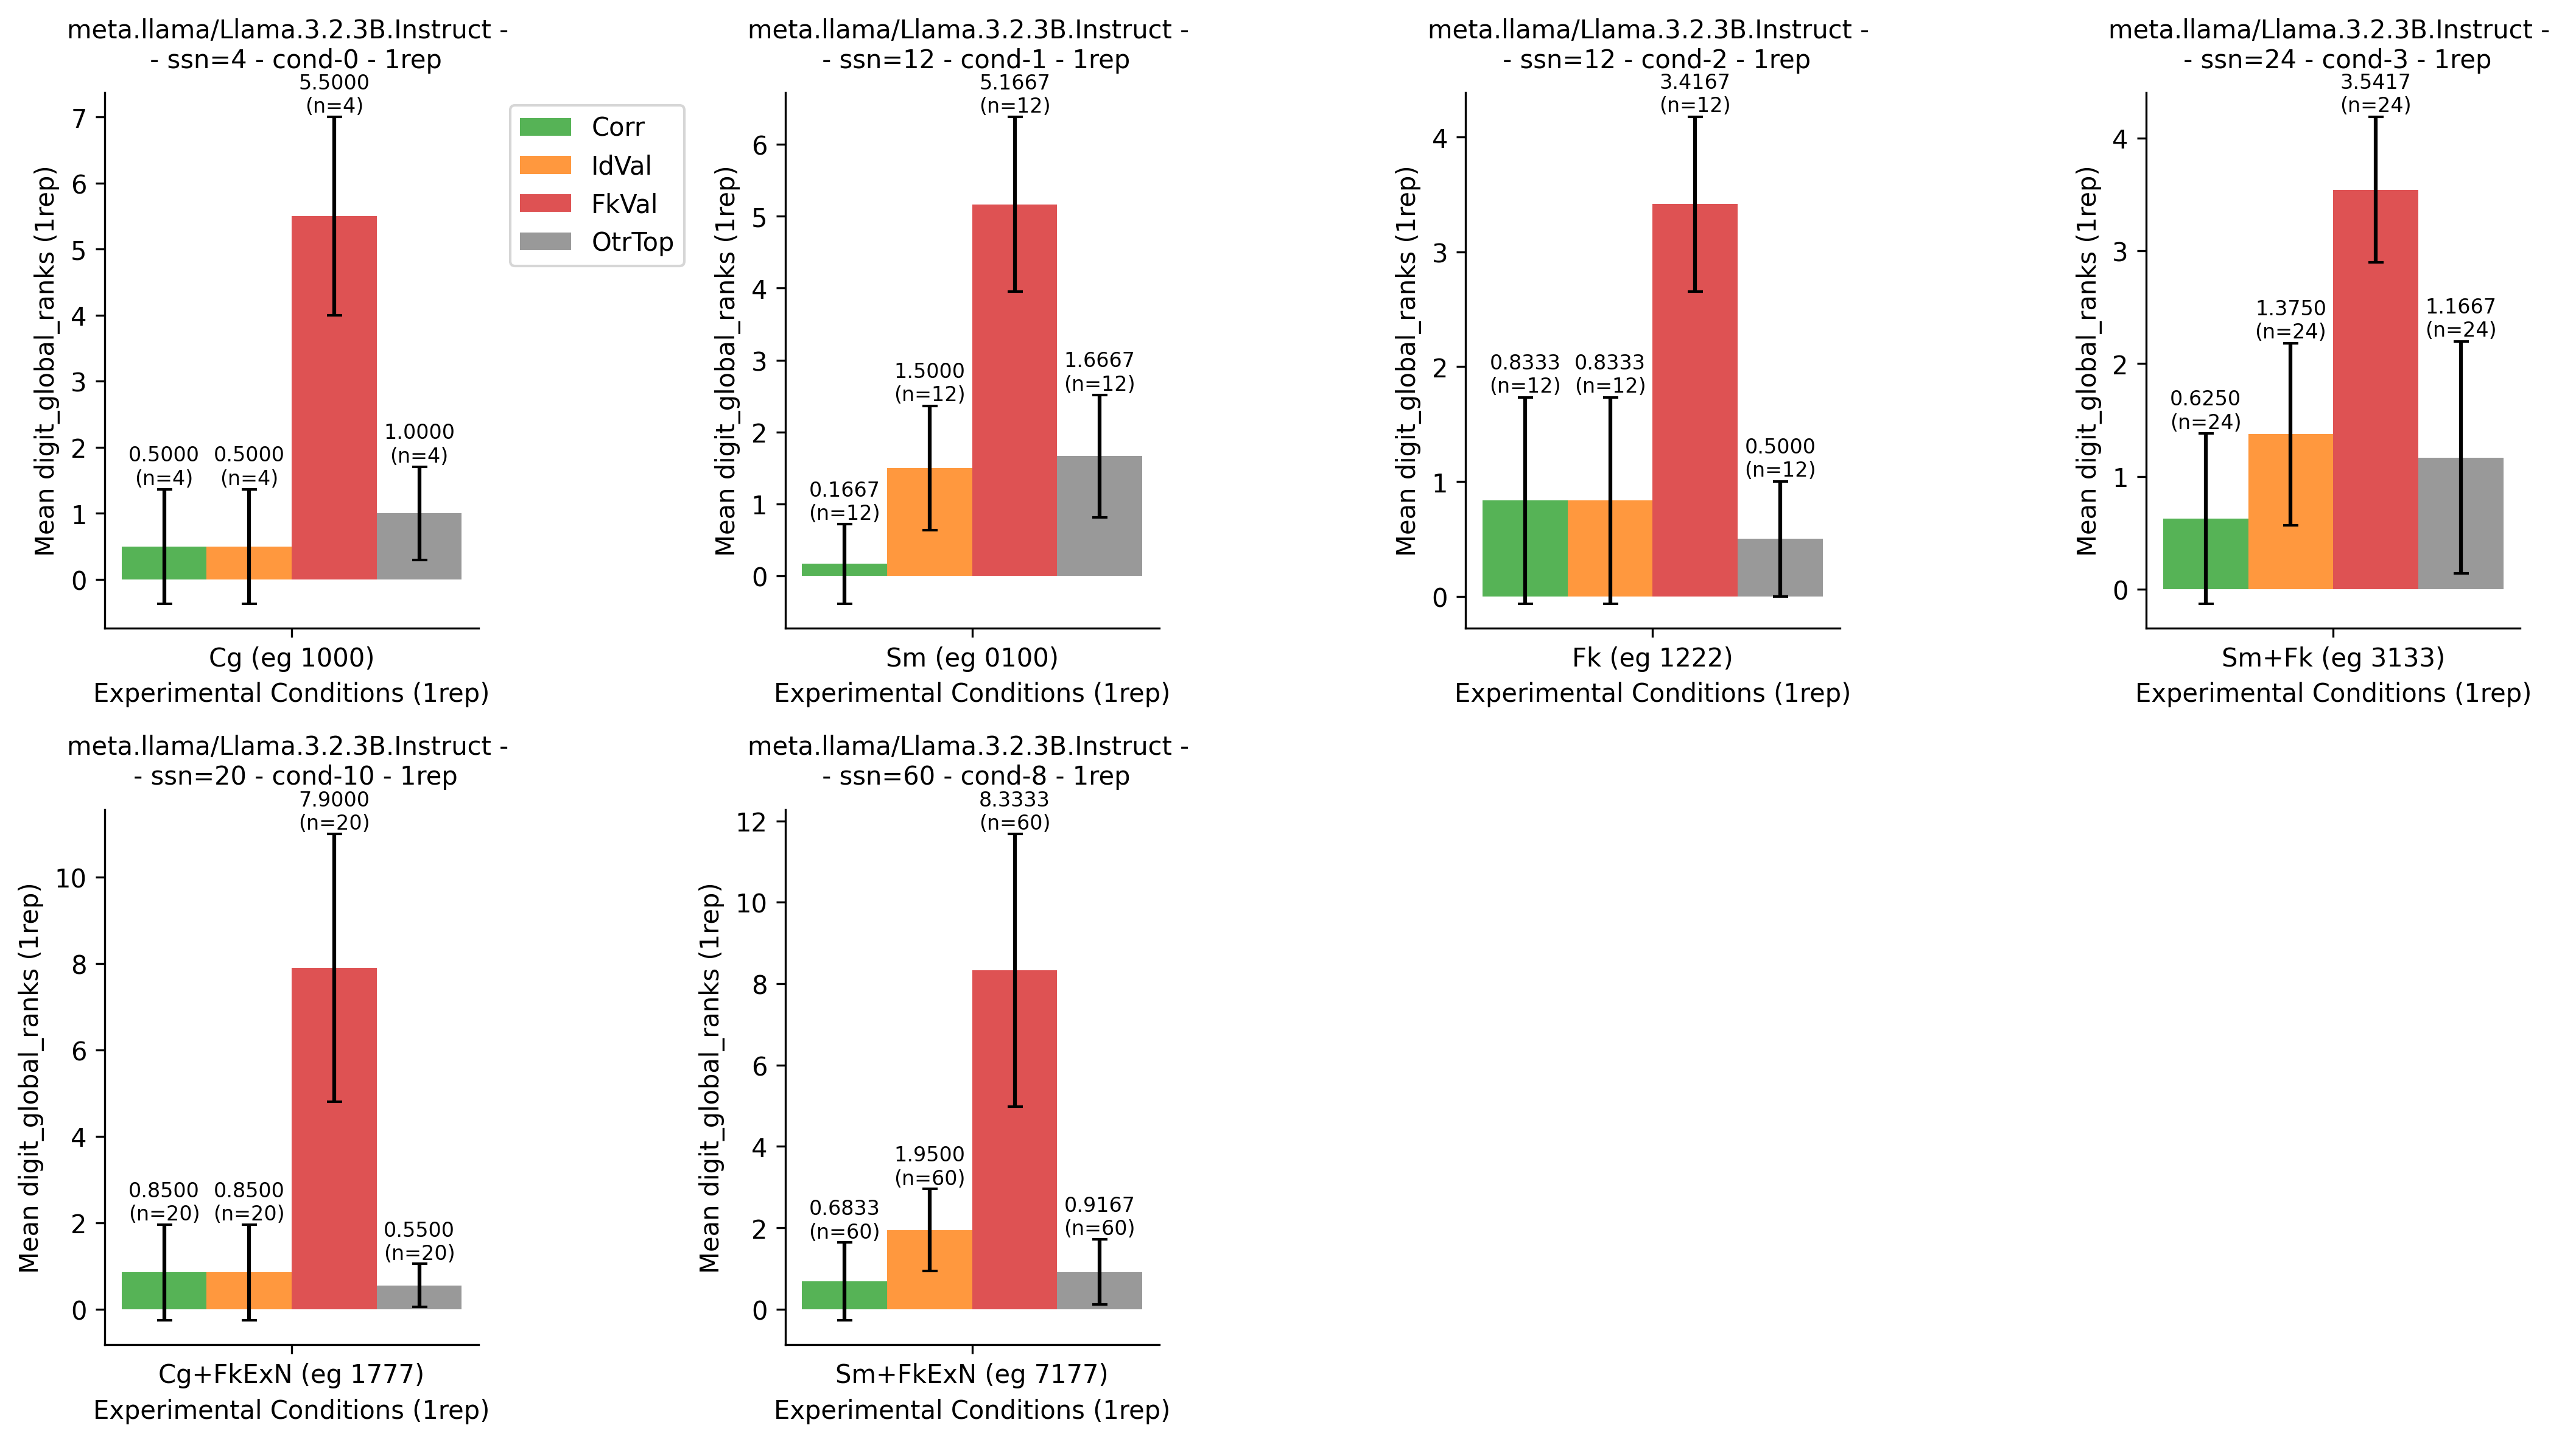 meta.llama/Llama.3.2.3B.Instruct -
- ssn=4 - cond-0 - 1rep
5.5000
(n=4)
7
6
5
4
3
2
1
0
Mean digit_global_ranks (1rep)
0.5000
(n=4)
0.5000
(n=4)
1.0000
(n=4)
Cg (eg 1000)
Experimental Conditions (1rep)
Corr
IdVal
FkVal
OtrTop
meta.llama/Llama.3.2.3B.Instruct -
- ssn=12 - cond-1 - 1rep
5.1667
(n=12)
6
5
4
3
2
1
0
Mean digit_global_ranks (1rep)
0.1667
(n=12)
1.5000
(n=12)
1.6667
(n=12)
Sm (eg 0100)
Experimental Conditions (1rep)
meta.llama/Llama.3.2.3B.Instruct -
- ssn=12 - cond-2 - 1rep
3.4167
(n=12)
4
3
2
1
0
Mean digit_global_ranks (1rep)
0.8333
(n=12)
0.8333
(n=12)
0.5000
(n=12)
Fk (eg 1222)
Experimental Conditions (1rep)
meta.llama/Llama.3.2.3B.Instruct -
- ssn=24 - cond-3 - 1rep
3.5417
(n=24)
4
3
2
1
0
Mean digit_global_ranks (1rep)
0.6250
(n=24)
1.3750
(n=24)
1.1667
(n=24)
Sm+Fk (eg 3133)
Experimental Conditions (1rep)
meta.llama/Llama.3.2.3B.Instruct -
- ssn=20 - cond-10 - 1rep
7.9000
(n=20)
10
8
6
4
2
0
Mean digit_global_ranks (1rep)
0.8500
(n=20)
0.8500
(n=20)
0.5500
(n=20)
Cg+FkExN (eg 1777)
Experimental Conditions (1rep)
meta.llama/Llama.3.2.3B.Instruct -
- ssn=60 - cond-8 - 1rep
8.3333
(n=60)
12
10
8
6
4
2
0
Mean digit_global_ranks (1rep)
0.6833
(n=60)
1.9500
(n=60)
0.9167
(n=60)
Sm+FkExN (eg 7177)
Experimental Conditions (1rep)